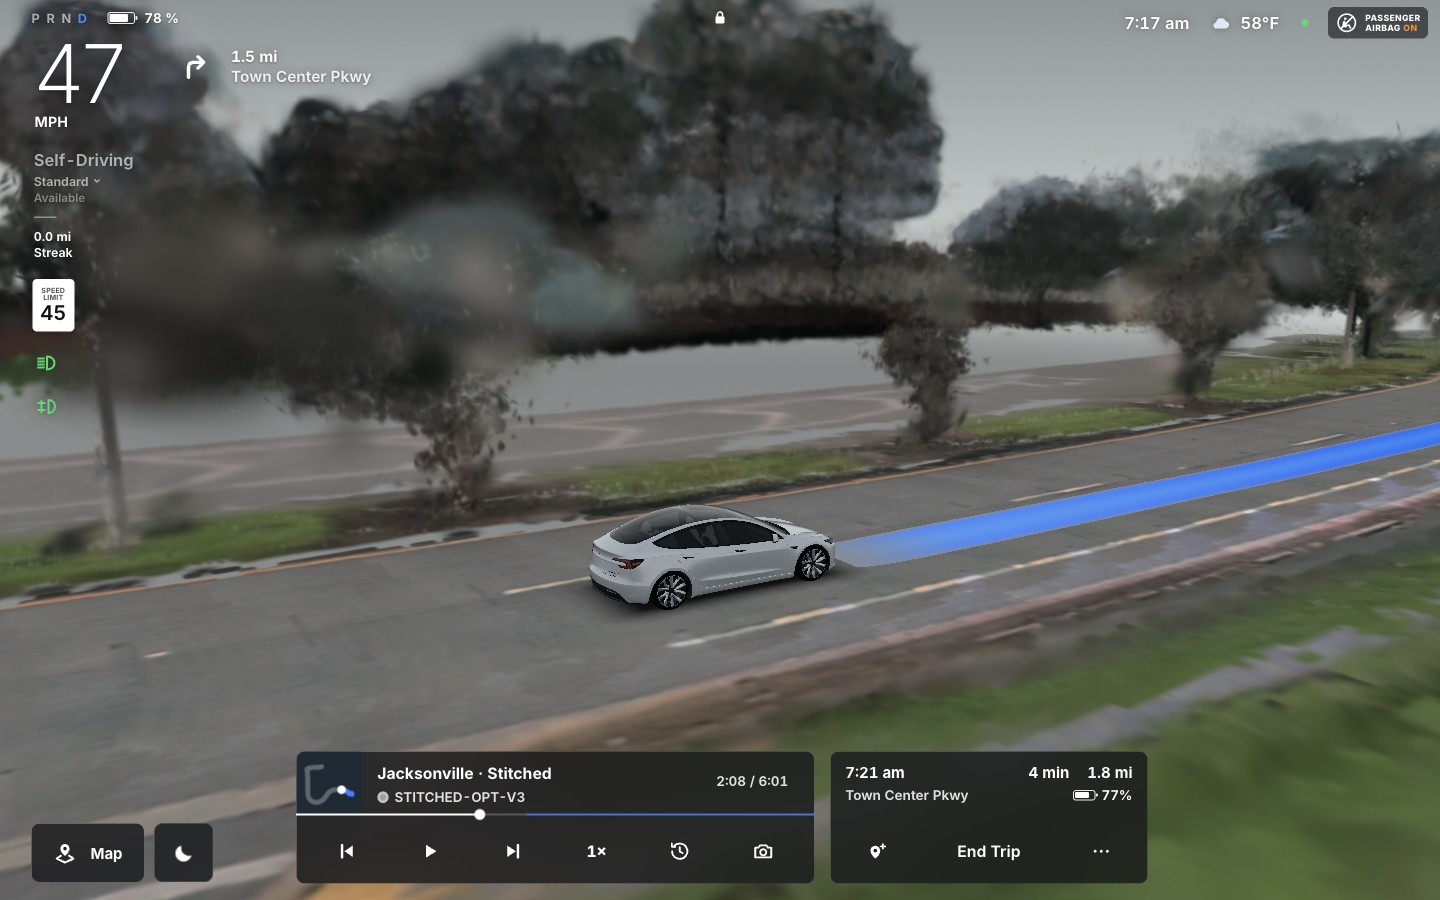 P R N D 78 %
7:17 am 58°F
PASSENGER
AIRBAG ON
47
MPH
1.5 mi
Town Center Pkwy
Self-Driving
Standard
Available
0.0 mi
Streak
SPEED
LIMIT
45
Jacksonville · Stitched
STITCHED-OPT-V3
2:08 / 6:01
1×
7:21 am 4 min 1.8 mi
Town Center Pkwy 77%
End Trip
Map